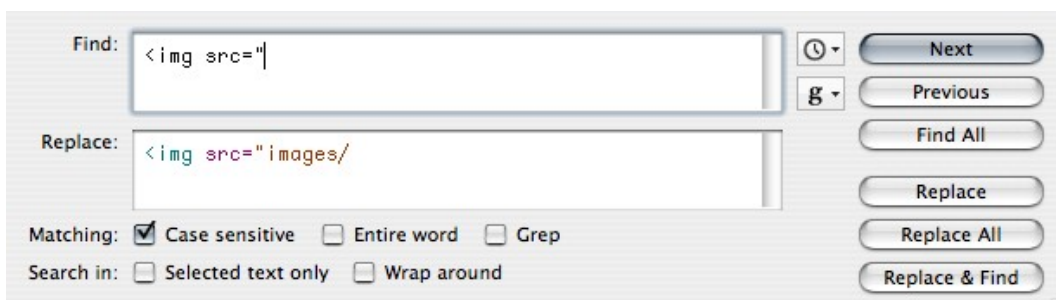 Find: <img src="
g
Next
Previous
Find All
Replace: <img src="images/
Replace
Replace All
Replace & Find
Matching: Case sensitive Entire word Grep
Search in: Selected text only Wrap around